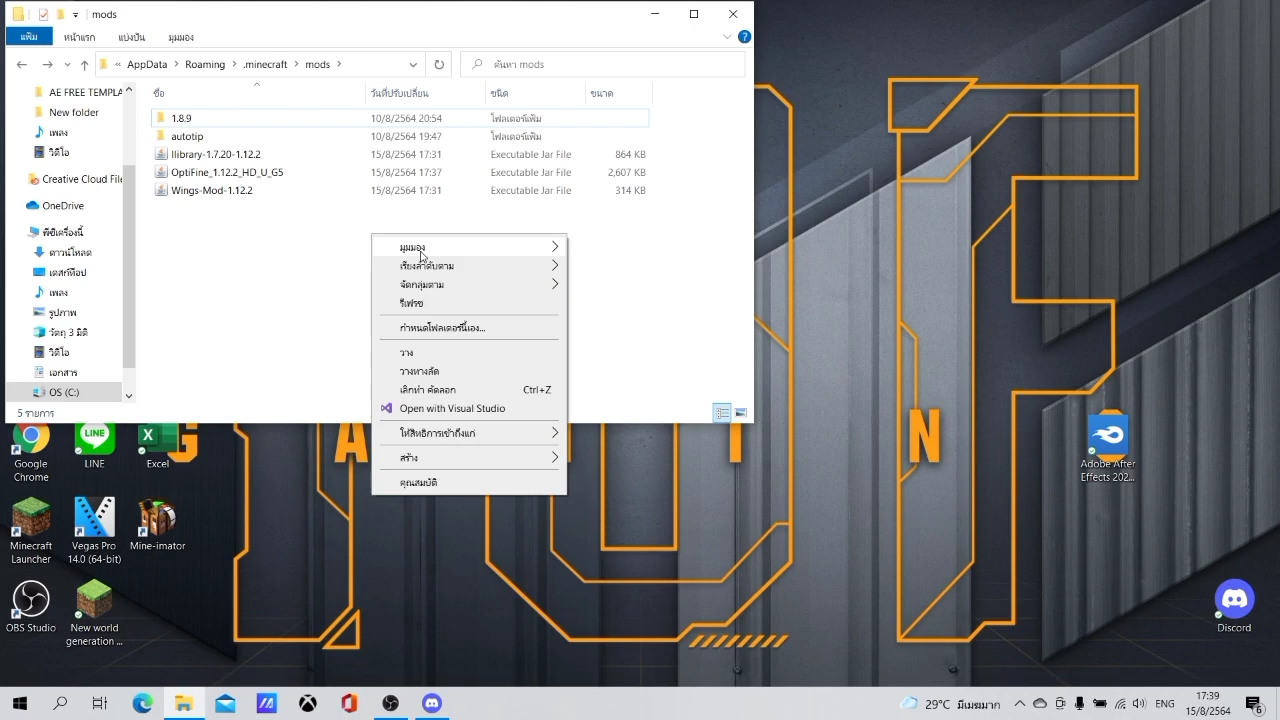 mods
แฟ้ม
หน้าแรก
แบ่งปัน
มุมมอง
« AppData > Roaming > .minecraft > mods >
ค้นหา mods
ชื่อ
วันที่ปรับเปลี่ยน
ชนิด
ขนาด
1.8.9 10/8/2564 20:54 โฟลเดอร์แฟ้ม
autotip 10/8/2564 19:47 โฟลเดอร์แฟ้ม
llibrary-1.7.20-1.12.2 15/8/2564 17:31 Executable Jar File 864 KB
OptiFine_1.12.2_HD_U_G5 15/8/2564 17:37 Executable Jar File 2,607 KB
Wings-Mod-1.12.2 15/8/2564 17:31 Executable Jar File 314 KB
AE FREE TEMPLA
New folder
เพลง
วิดีโอ
Creative Cloud File
OneDrive
พีซีเครื่องนี้
ดาวน์โหลด
เดสก์ท็อป
เพลง
รูปภาพ
วัตถุ 3 มิติ
วิดีโอ
เอกสาร
OS (C:)
5 รายการ
มุมมอง
เรียงลำดับตาม
จัดกลุ่มตาม
รีเฟรช
กำหนดโฟลเดอร์นี้เอง...
วาง
วางทางลัด
เลิกทำ คัดลอก Ctrl+Z
Open with Visual Studio
ให้สิทธิการเข้าถึงแก่
สร้าง
คุณสมบัติ
Google Chrome
LINE
Excel
Minecraft Launcher
Vegas Pro 14.0 (64-bit)
Mine-imator
OBS Studio
New world generation ...
Adobe After Effects 202...
Discord
29°C มีเมฆมาก
ENG
17:39
15/8/2564
6